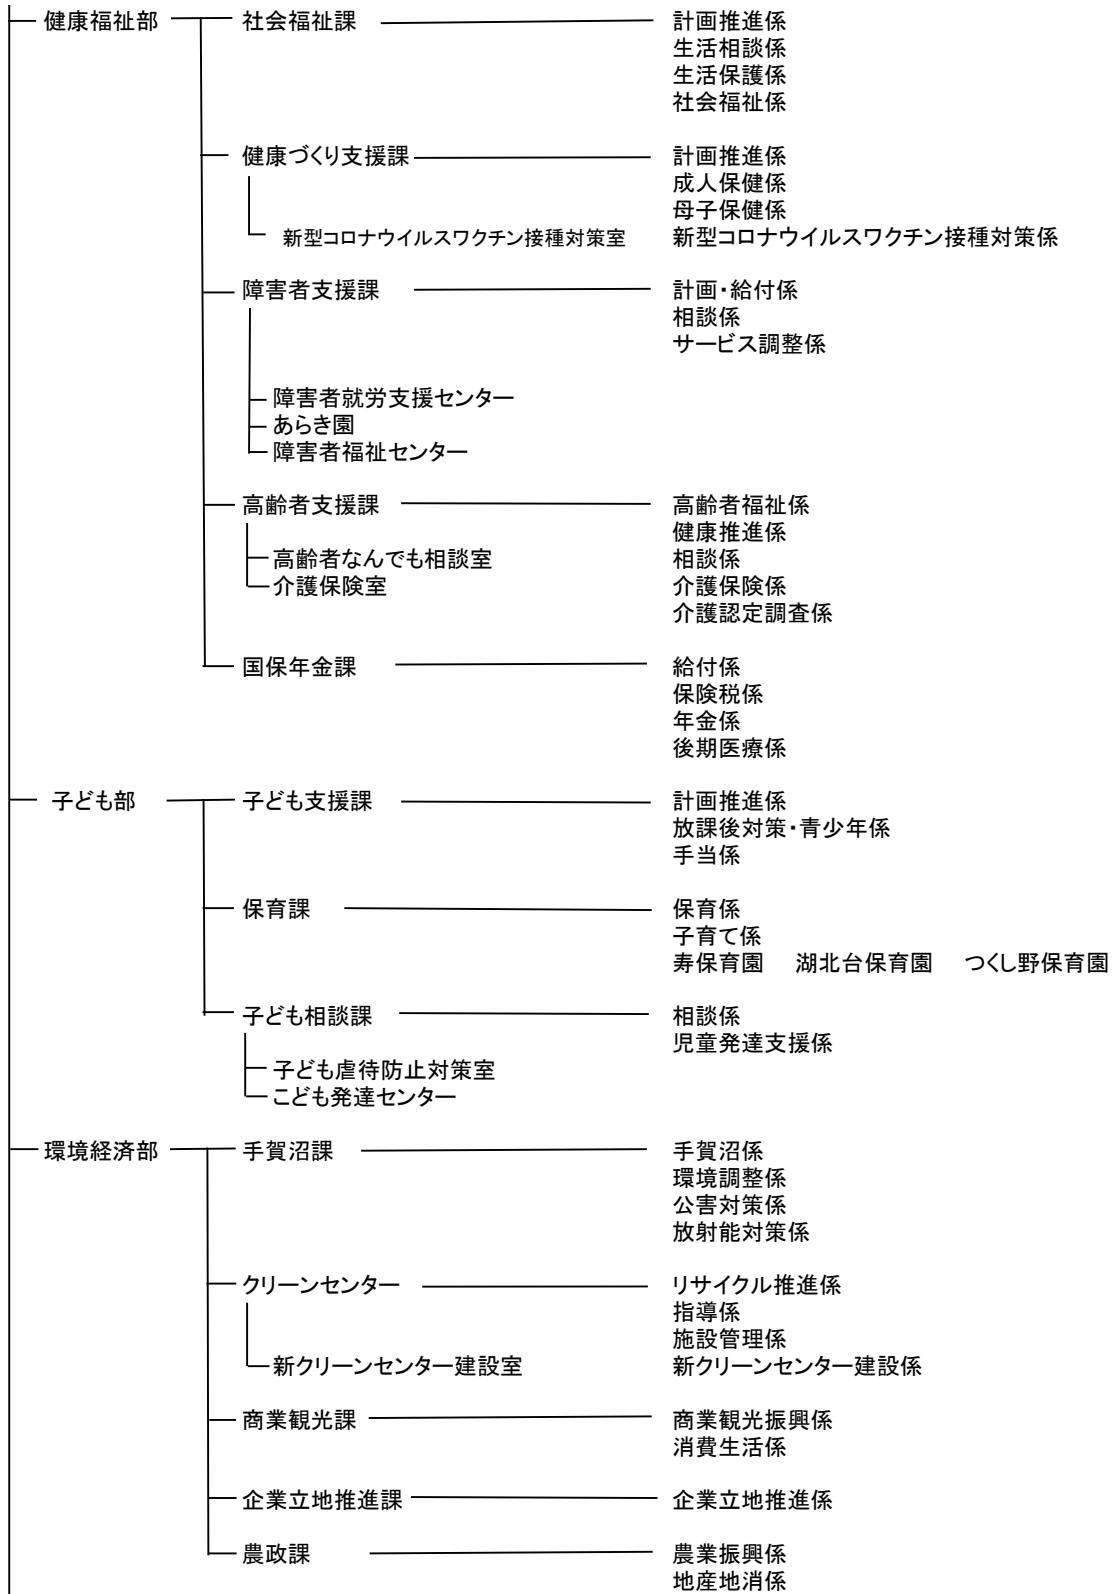 健康福祉部 社会福祉課 計画推進係
生活相談係
生活保護係
社会福祉係
健康づくり支援課 計画推進係
成人保健係
母子保健係
新型コロナウイルスワクチン接種対策室 新型コロナウイルスワクチン接種対策係
障害者支援課 計画・給付係
相談係
サービス調整係
障害者就労支援センター
あらき園
障害者福祉センター
高齢者支援課 高齢者福祉係
健康推進係
高齢者なんでも相談室 相談係
介護保険室 介護保険係
介護認定調査係
国保年金課 給付係
保険税係
年金係
後期医療係
子ども部 子ども支援課 計画推進係
放課後対策・青少年係
手当係
保育課 保育係
子育て係
寿保育園 湖北台保育園 つくし野保育園
子ども相談課 相談係
児童発達支援係
子ども虐待防止対策室
こども発達センター
環境経済部 手賀沼課 手賀沼係
環境調整係
公害対策係
放射能対策係
クリーンセンター リサイクル推進係
指導係
施設管理係
新クリーンセンター建設室 新クリーンセンター建設係
商業観光課 商業観光振興係
消費生活係
企業立地推進課 企業立地推進係
農政課 農業振興係
地産地消係